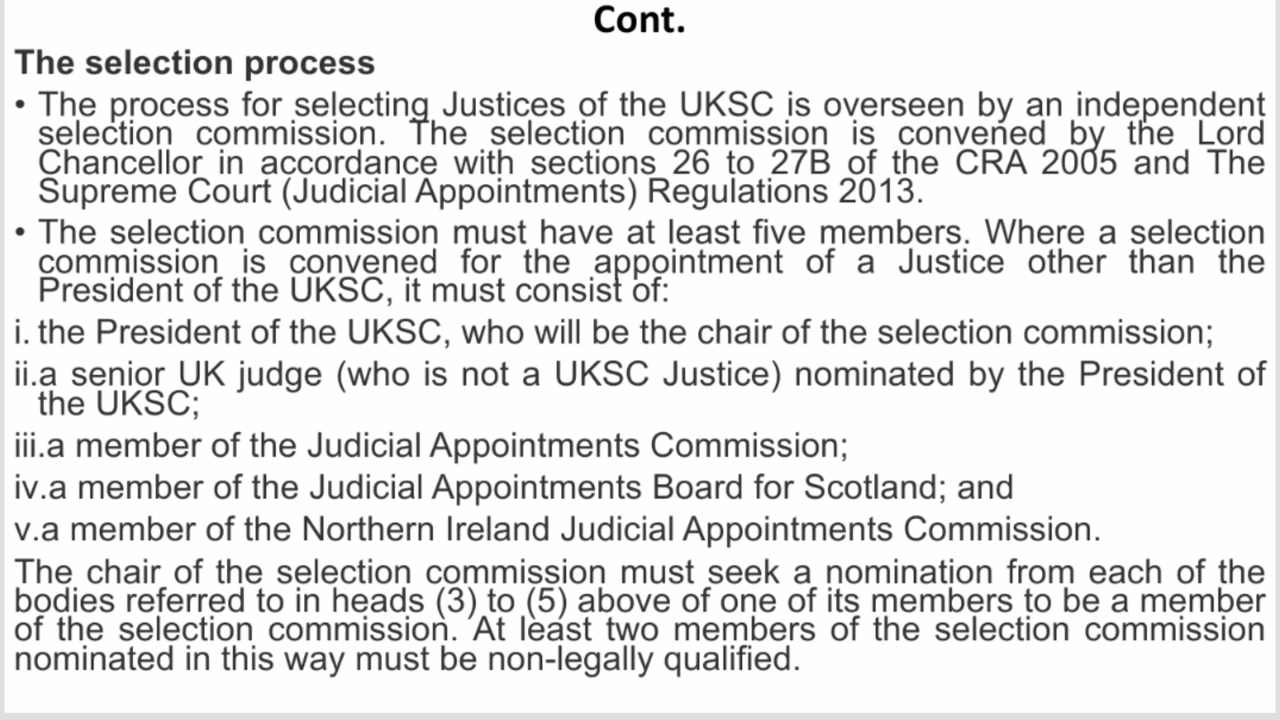 Cont.
The selection process
• The process for selecting Justices of the UKSC is overseen by an independent
selection commission. The selection commission is convened by the Lord
Chancellor in accordance with sections 26 to 27B of the CRA 2005 and The
Supreme Court (Judicial Appointments) Regulations 2013.
• The selection commission must have at least five members. Where a selection
commission is convened for the appointment of a Justice other than the
President of the UKSC, it must consist of:
i. the President of the UKSC, who will be the chair of the selection commission;
ii.a senior UK judge (who is not a UKSC Justice) nominated by the President of
the UKSC;
iii.a member of the Judicial Appointments Commission;
iv.a member of the Judicial Appointments Board for Scotland; and
v.a member of the Northern Ireland Judicial Appointments Commission.
The chair of the selection commission must seek a nomination from each of the
bodies referred to in heads (3) to (5) above of one of its members to be a member
of the selection commission. At least two members of the selection commission
nominated in this way must be non-legally qualified.